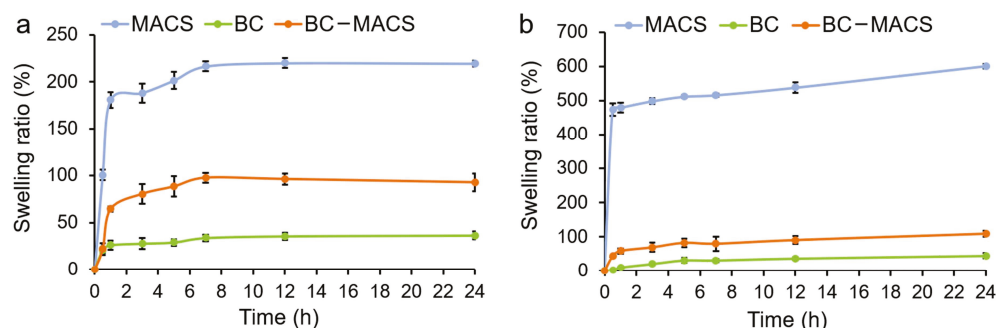 a
MACS BC BC–MACS
250
200
150
100
50
0
Swelling ratio (%)
0 2 4 6 8 10 12 14 16 18 20 22 24
Time (h)
b
MACS BC BC–MACS
700
600
500
400
300
200
100
0
Swelling ratio (%)
0 2 4 6 8 10 12 14 16 18 20 22 24
Time (h)